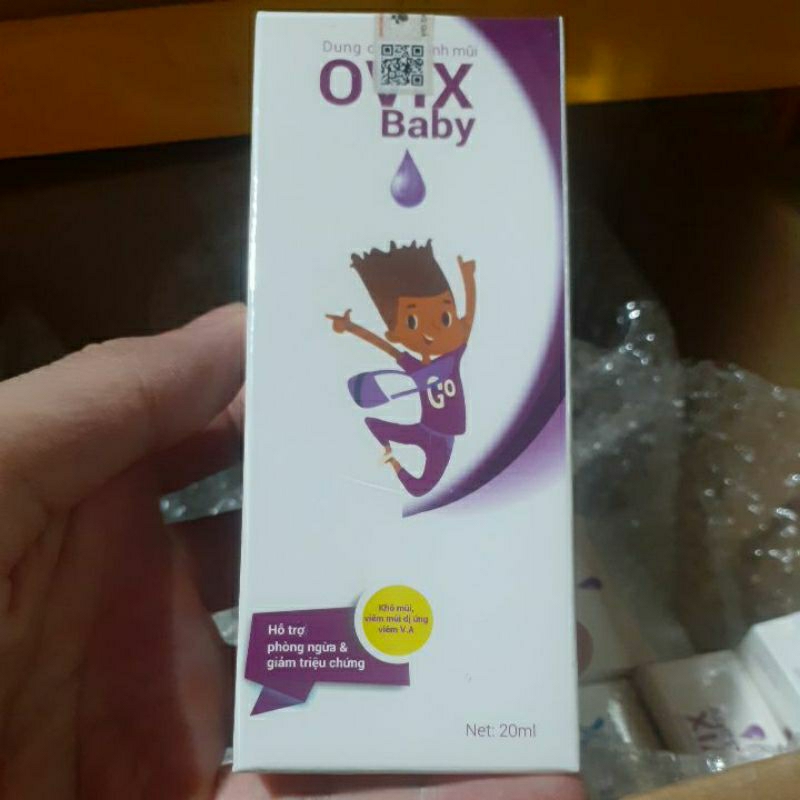 Dung mũi
OVIX
Baby
Go
Khô mũi,
viêm mũi dị ứng
viêm V.A
Hỗ trợ
phòng ngừa &
giảm triệu chứng
Net: 20ml